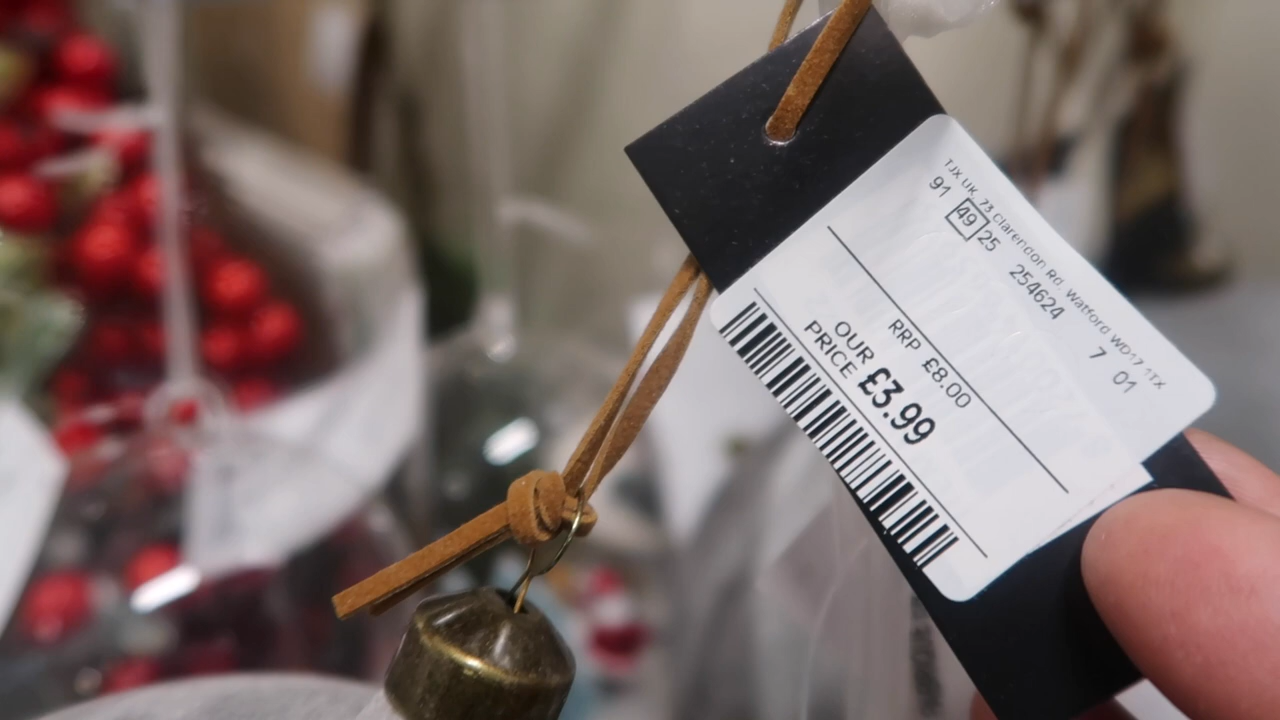 TJX UK, 73 Clarendon Rd. Watford WD17 1TX
91 49 25 254624 7 01
RRP £8.00
OUR PRICE £3.99